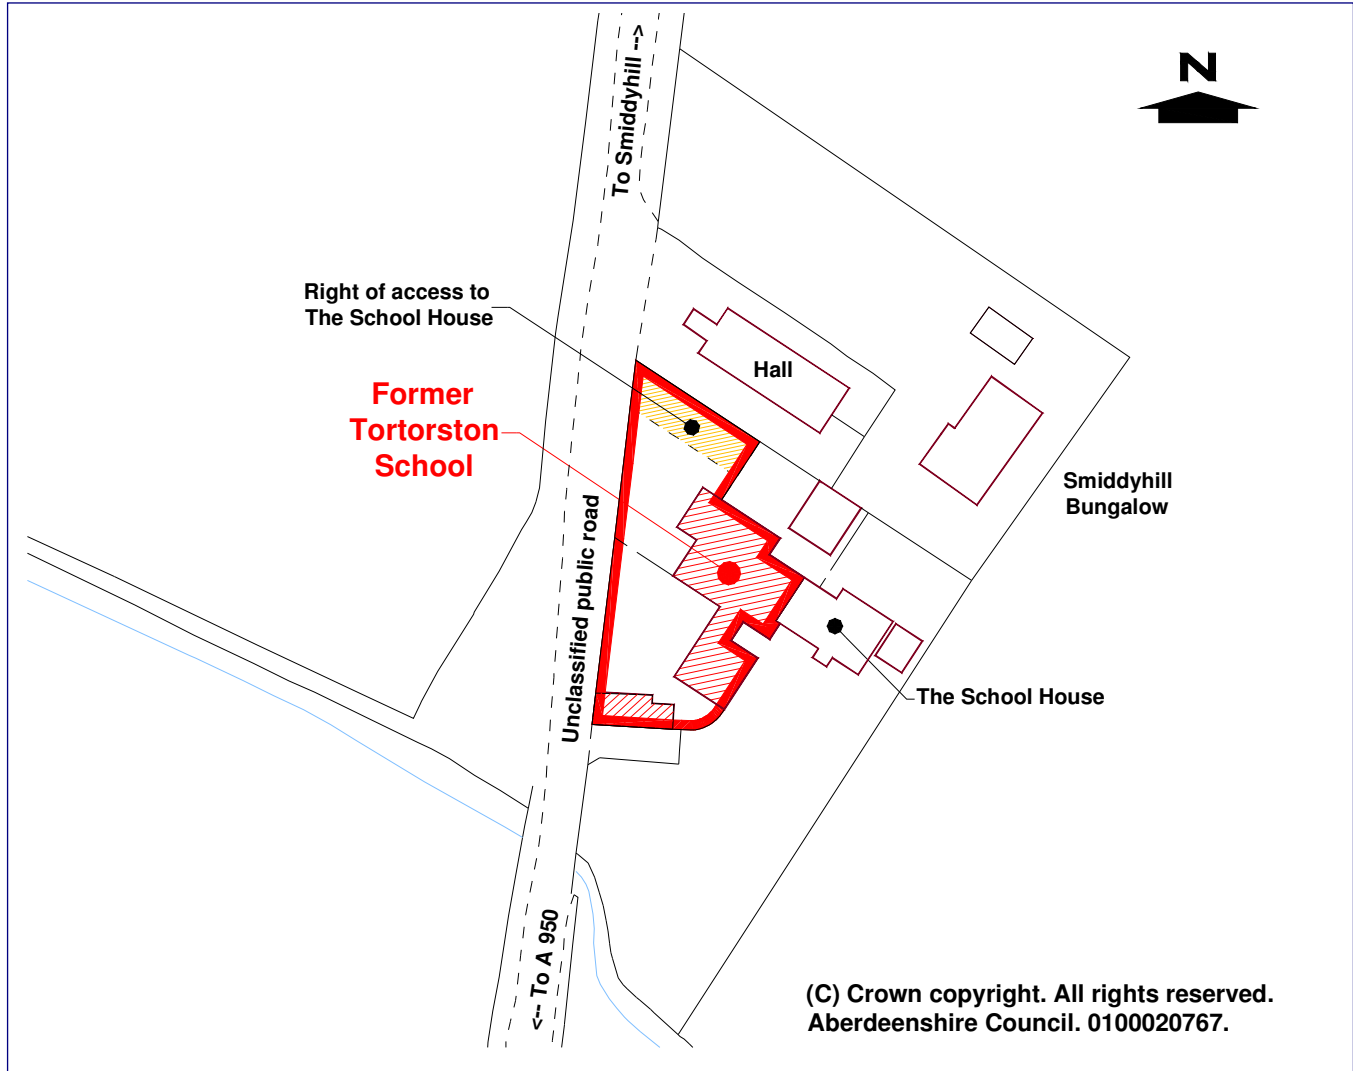 N
To Smiddyhill -->
Right of access to
The School House
Hall
Former
Tortorston
School
Smiddyhill
Bungalow
Unclassified public road
The School House
<-- To A 950
(C) Crown copyright. All rights reserved.
Aberdeenshire Council. 0100020767.